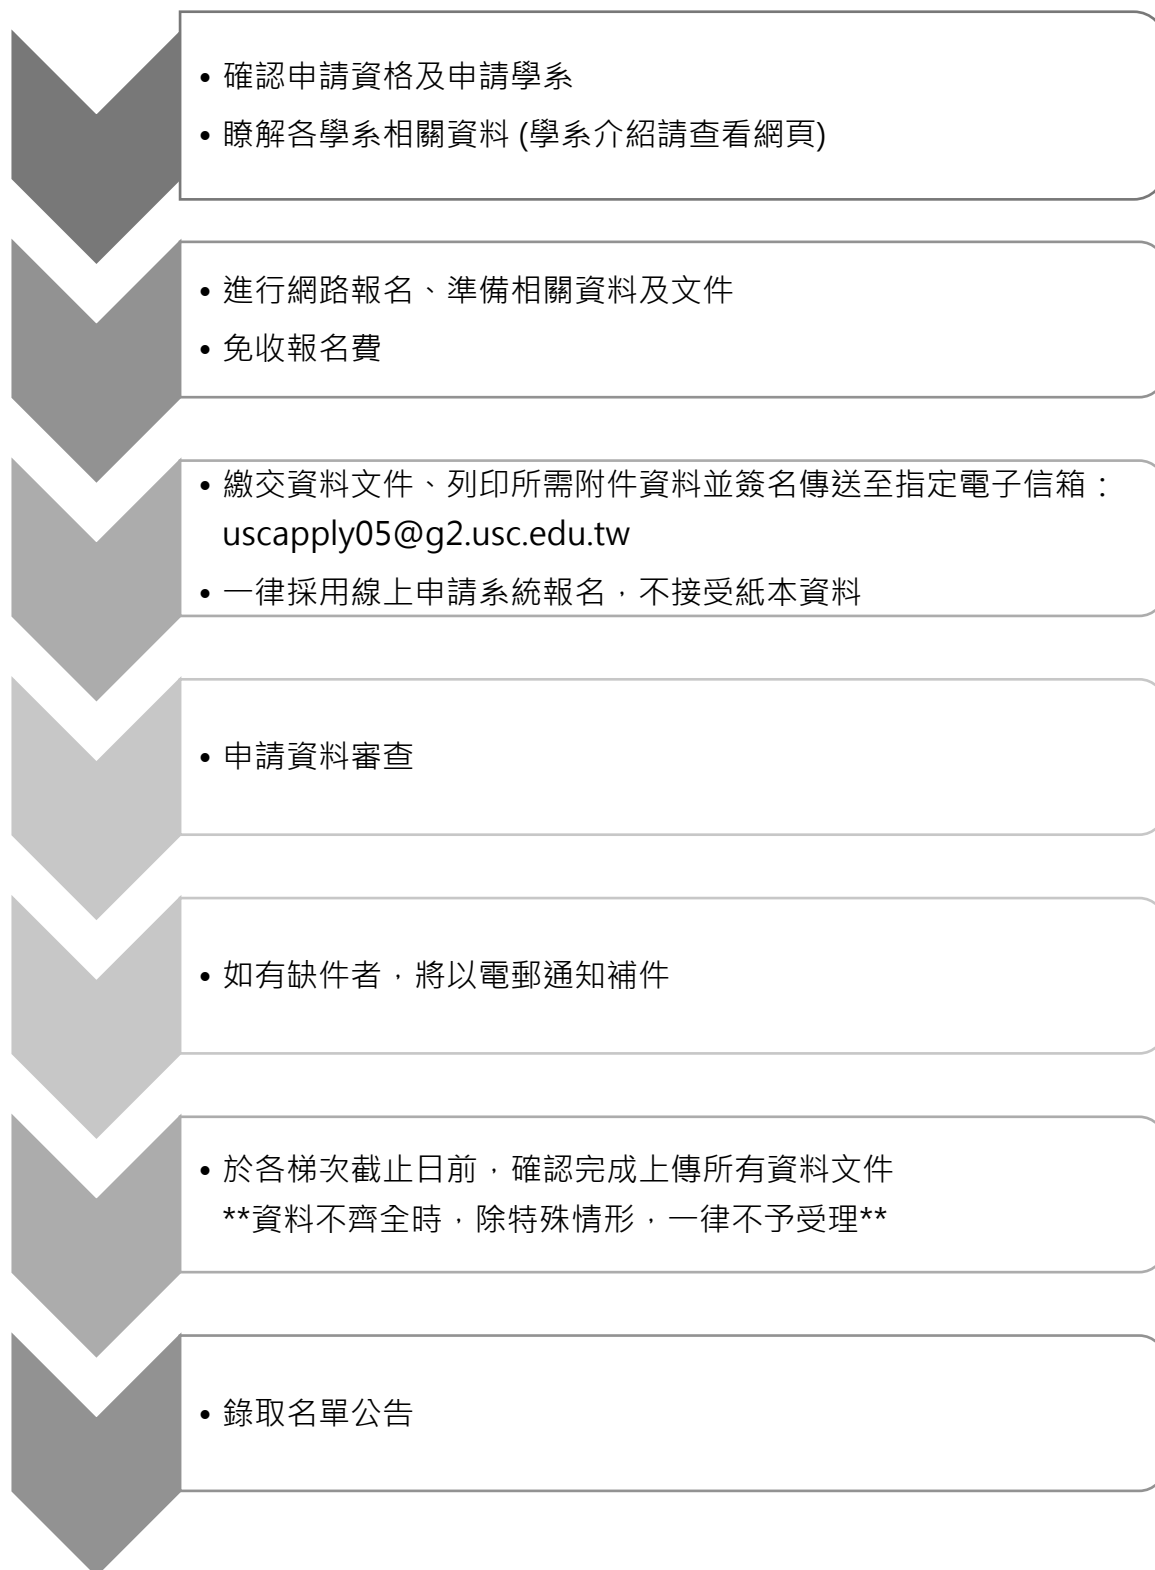 • 確認申請資格及申請學系
• 瞭解各學系相關資料 (學系介紹請查看網頁)
• 進行網路報名、準備相關資料及文件
• 免收報名費
• 繳交資料文件、列印所需附件資料並簽名傳送至指定電子信箱：
uscapply05@g2.usc.edu.tw
• 一律採用線上申請系統報名，不接受紙本資料
• 申請資料審查
• 如有缺件者，將以電郵通知補件
• 於各梯次截止日前，確認完成上傳所有資料文件
**資料不齊全時，除特殊情形，一律不予受理**
• 錄取名單公告